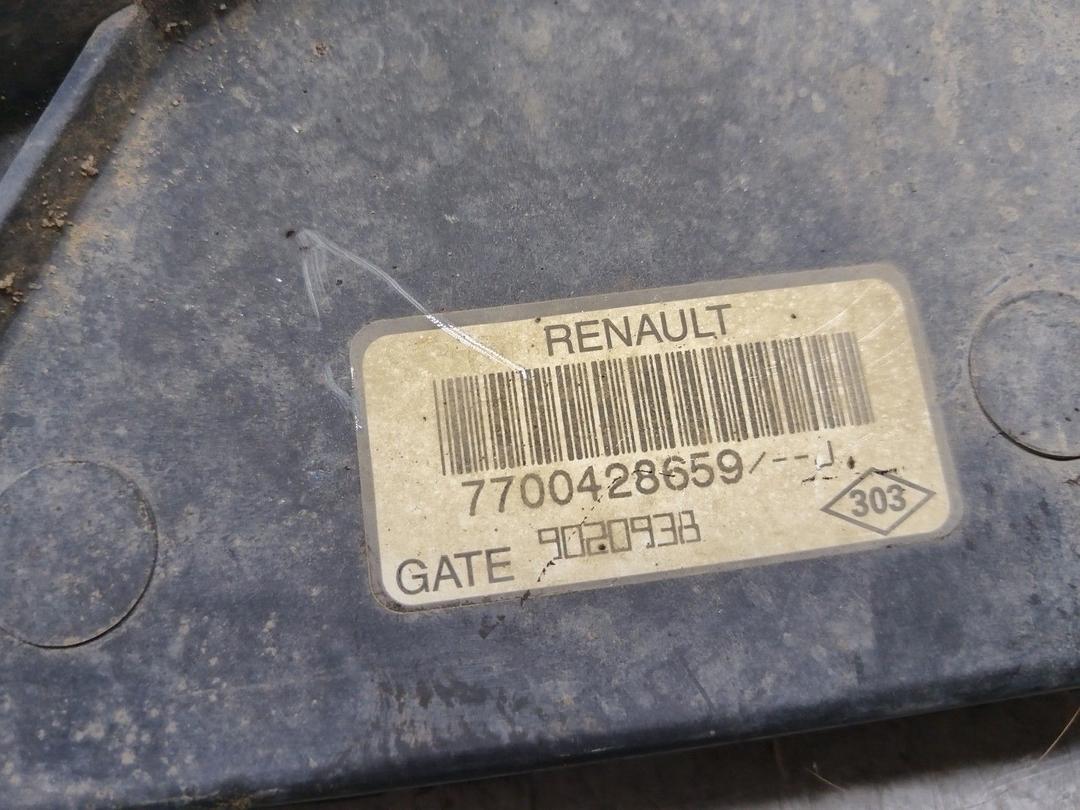 RENAULT
7700428659/--J.
303
9020938
GATE